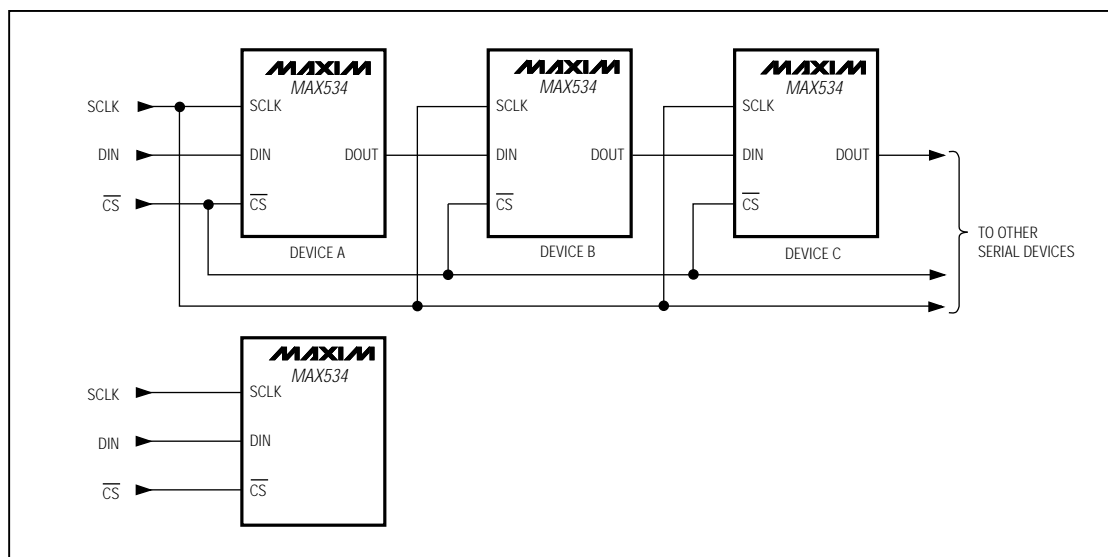 MAXIM
MAX534
SCLK
SCLK
DIN
DIN
DOUT
CS
CS
DEVICE A
MAXIM
MAX534
SCLK
DIN
DOUT
CS
DEVICE B
MAXIM
MAX534
SCLK
DIN
DOUT
CS
DEVICE C
TO OTHER
SERIAL DEVICES
MAXIM
MAX534
SCLK
SCLK
DIN
DIN
CS
CS